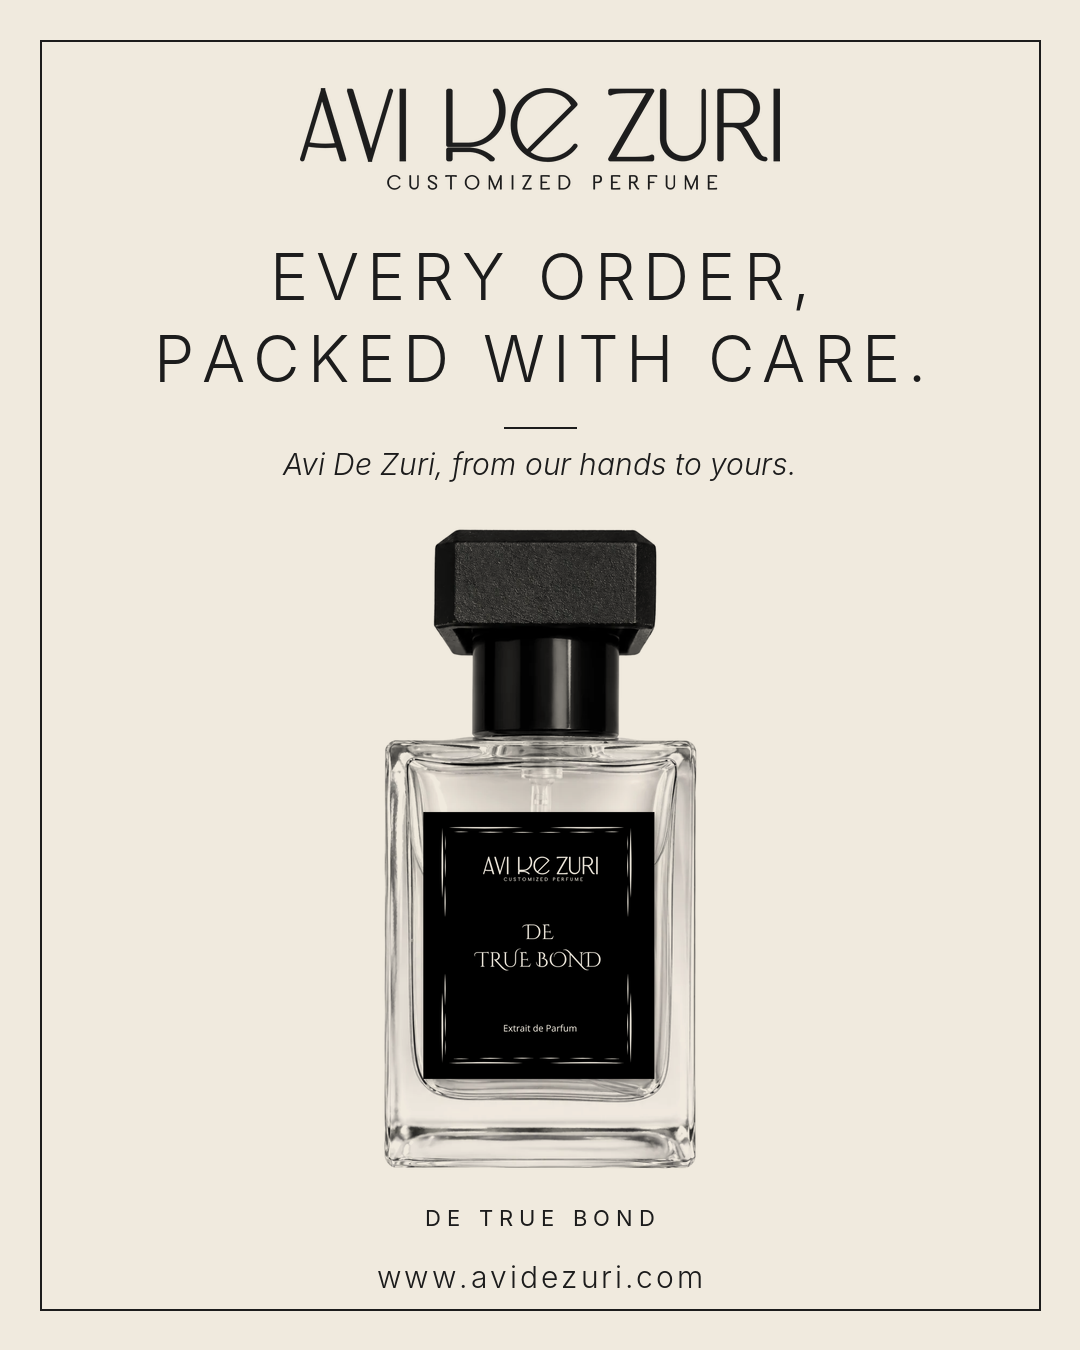 AVI DE ZURI
CUSTOMIZED PERFUME
EVERY ORDER,
PACKED WITH CARE.
Avi De Zuri, from our hands to yours.
AVI DE ZURI
CUSTOMIZED PERFUME
DE
TRUE BOND
Extrait de Parfum
DE TRUE BOND
www.avidezuri.com